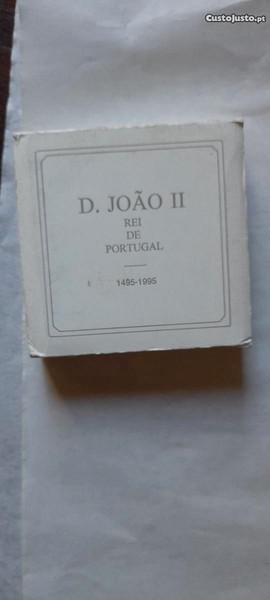 CustoJusto.pt
D. JOÃO II
REI
DE
PORTUGAL
1495-1995